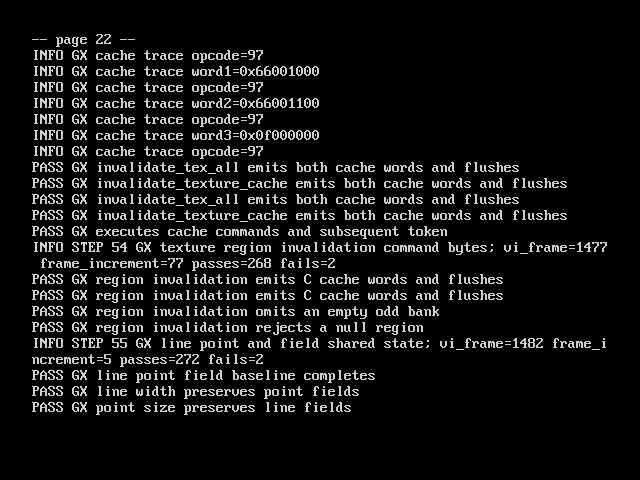 -- page 22 --
INFO GX cache trace opcode=97
INFO GX cache trace word1=0x66001000
INFO GX cache trace opcode=97
INFO GX cache trace word2=0x66001100
INFO GX cache trace opcode=97
INFO GX cache trace word3=0x0f000000
INFO GX cache trace opcode=97
PASS GX invalidate_tex_all emits both cache words and flushes
PASS GX invalidate_texture_cache emits both cache words and flushes
PASS GX invalidate_tex_all emits both cache words and flushes
PASS GX invalidate_texture_cache emits both cache words and flushes
PASS GX executes cache commands and subsequent token
INFO STEP 54 GX texture region invalidation command bytes; vi_frame=1477
frame_increment=77 passes=268 fails=2
PASS GX region invalidation emits C cache words and flushes
PASS GX region invalidation emits C cache words and flushes
PASS GX region invalidation omits an empty odd bank
PASS GX region invalidation rejects a null region
INFO STEP 55 GX line point and field shared state; vi_frame=1482 frame_i
ncrement=5 passes=272 fails=2
PASS GX line point field baseline completes
PASS GX line width preserves point fields
PASS GX point size preserves line fields